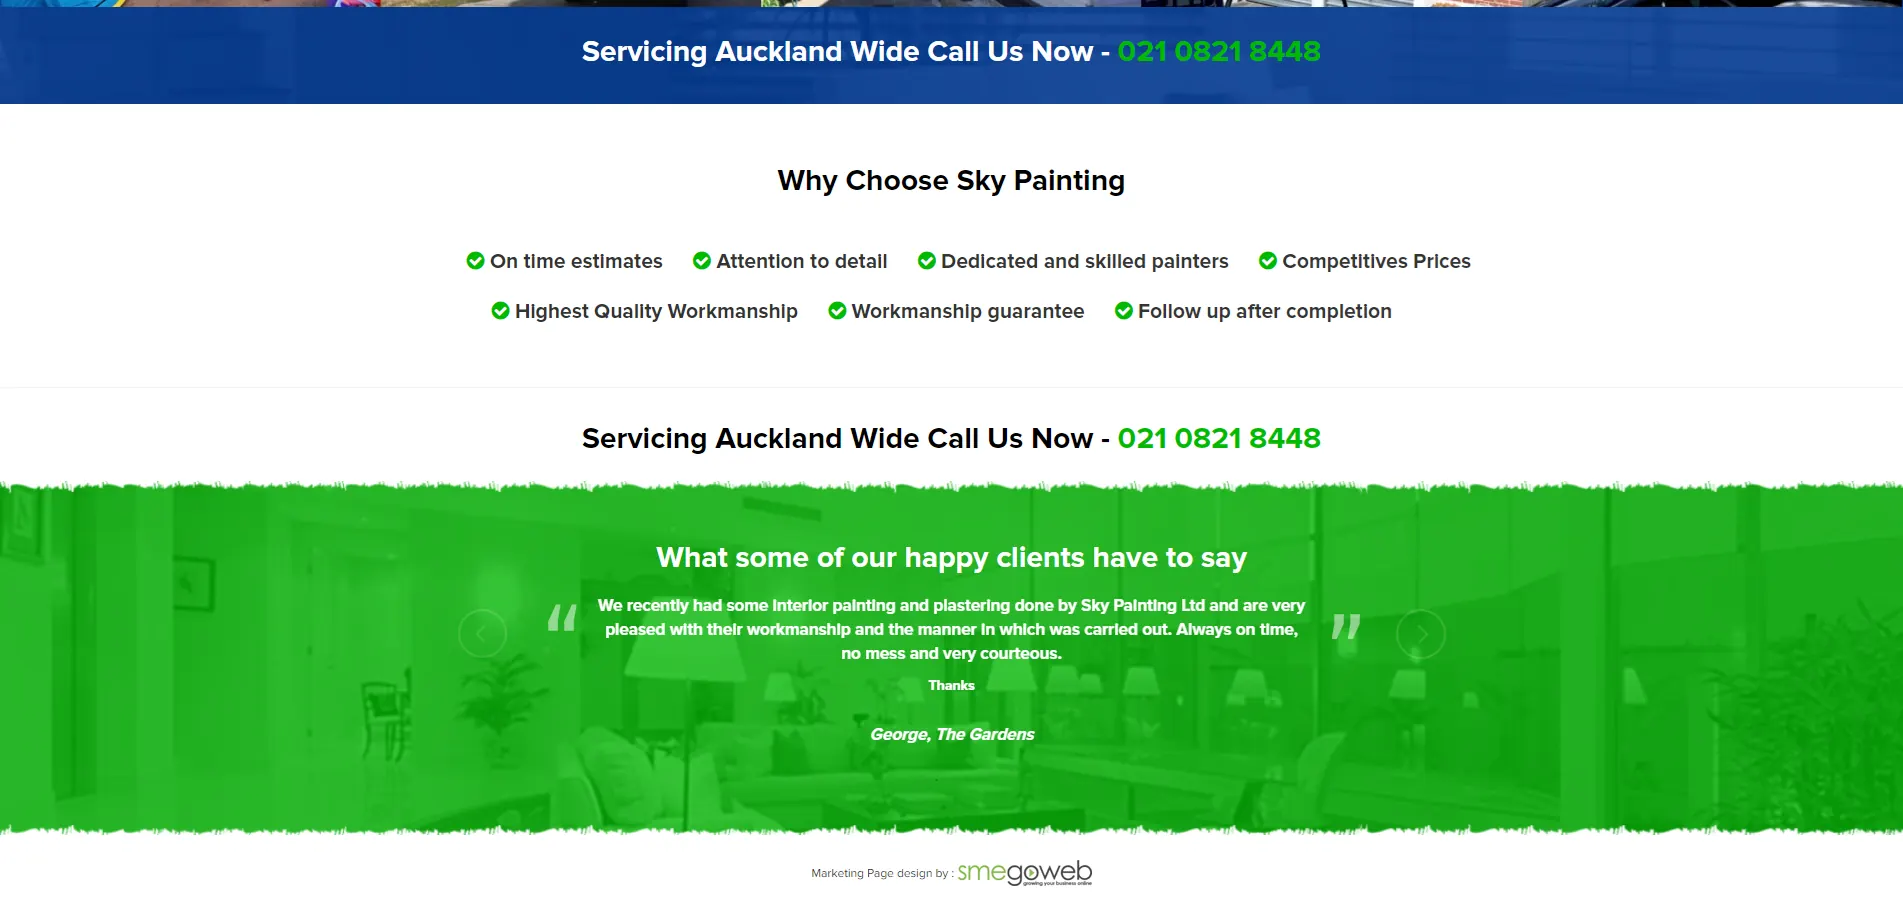 Servicing Auckland Wide Call Us Now - 021 0821 8448
Why Choose Sky Painting
On time estimates Attention to detail Dedicated and skilled painters Competitives Prices
Highest Quality Workmanship Workmanship guarantee Follow up after completion
Servicing Auckland Wide Call Us Now - 021 0821 8448
What some of our happy clients have to say
“ We recently had some interior painting and plastering done by Sky Painting Ltd and are very
pleased with their workmanship and the manner in which was carried out. Always on time, ”
no mess and very courteous.
Thanks
George, The Gardens
Marketing Page design by : smegoweb
growing your business online